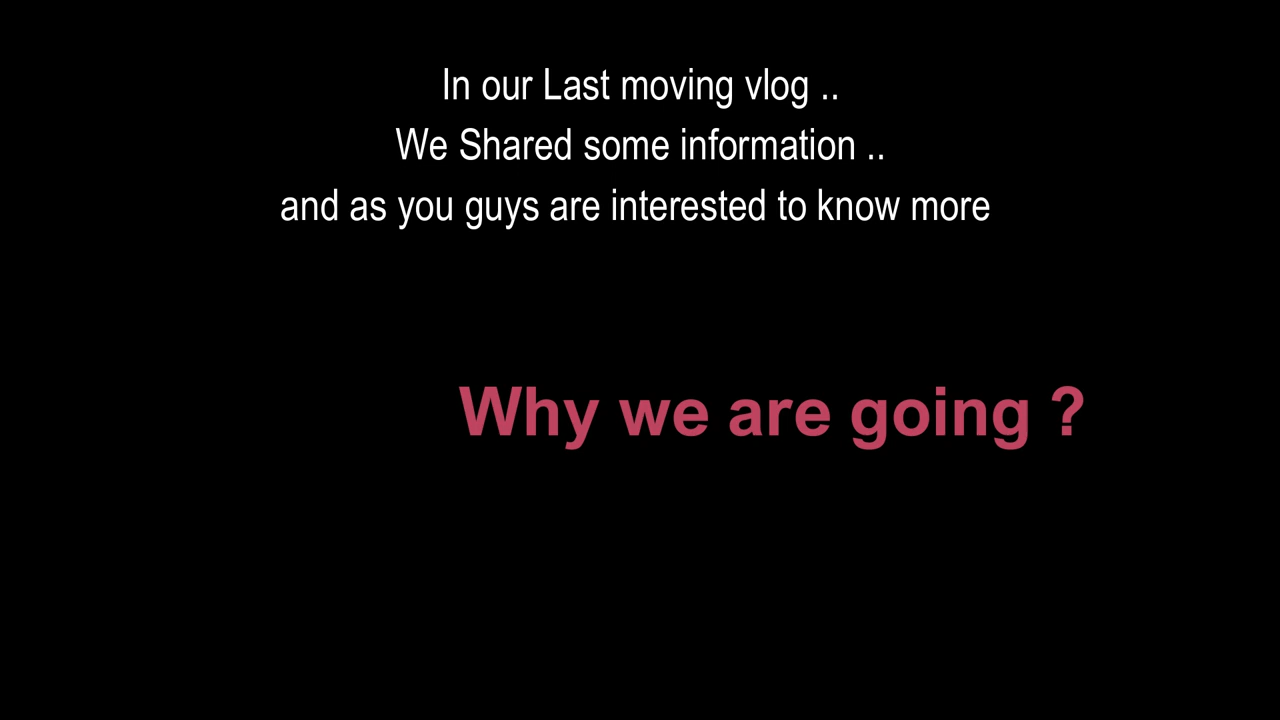 In our Last moving vlog ..
We Shared some information ..
and as you guys are interested to know more
Why we are going ?